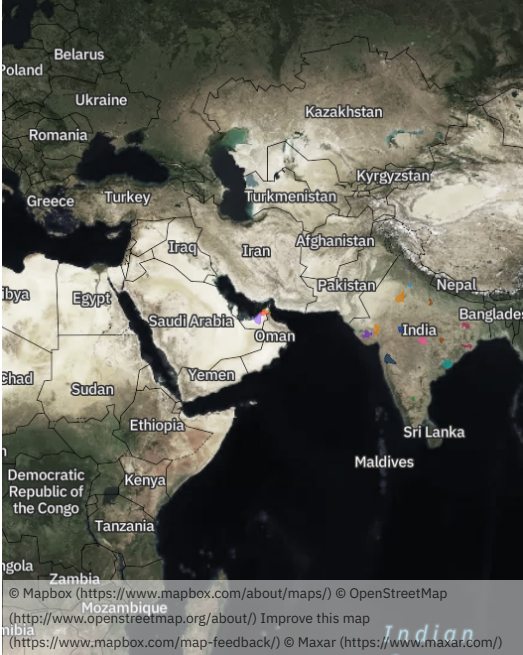 Belarus
Poland
Ukraine
Kazakhstan
Romania
Kyrgyzstan
Greece
Turkey
Turkmenistan
Iraq
Iran
Afghanistan
Pakistan
Nepal
ibya
Egypt
Saudi Arabia
Banglades
India
Oman
Chad
Sudan
Yemen
Ethiopia
Sri Lanka
Maldives
Democratic
Republic of
the Congo
Kenya
Tanzania
ngola
Zambia
© Mapbox (https://www.mapbox.com/about/maps/) © OpenStreetMap
Mozambique
(http://www.openstreetmap.org/about/) Improve this map
mibia
Indian
(https://www.mapbox.com/map-feedback/) © Maxar (https://www.maxar.com/)